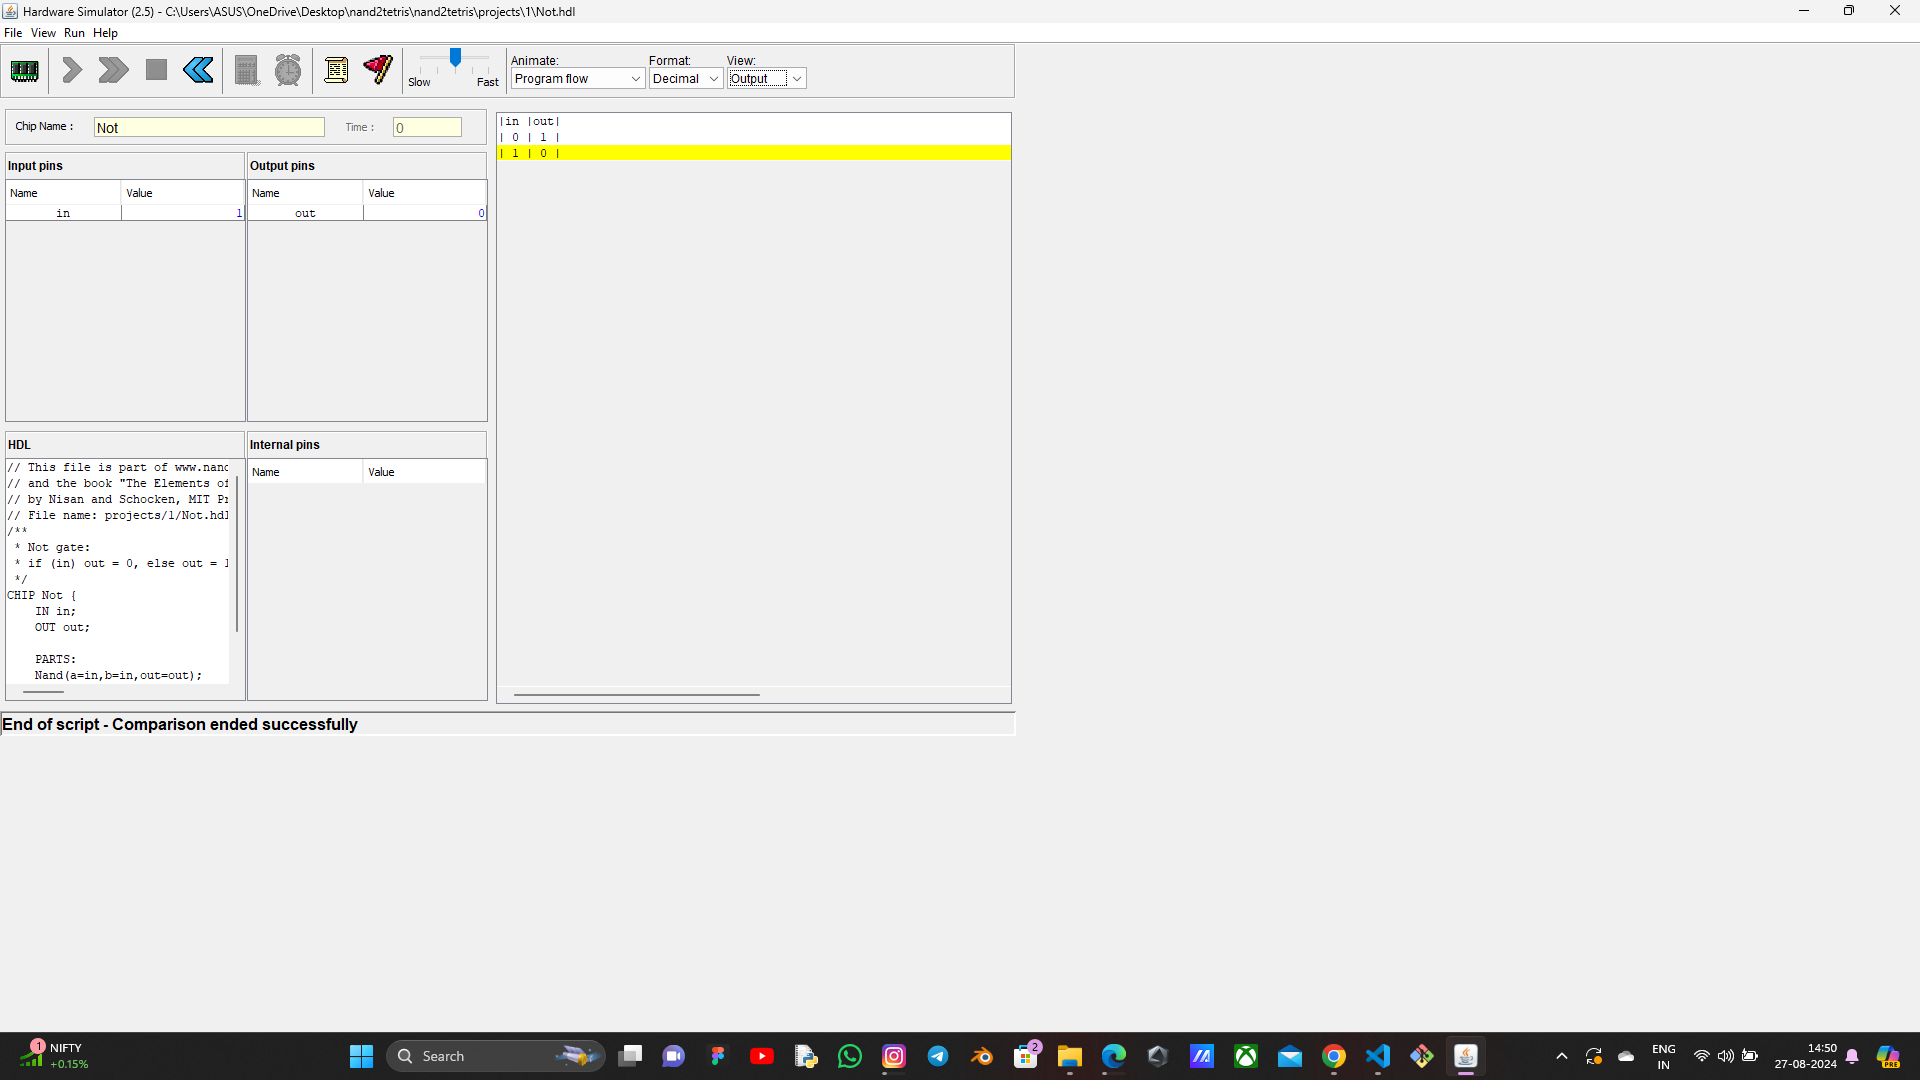 Hardware Simulator (2.5) - C:\Users\ASUS\OneDrive\Desktop\nand2tetris\nand2tetris\projects\1\Not.hdl
File View Run Help
Slow Fast
Animate: Format: View:
Program flow Decimal Output
Chip Name : Not Time : 0
Input pins Output pins
Name Value Name Value
in 1 out 0
|in |out|
| 0 | 1 |
| 1 | 0 |
HDL Internal pins
Name Value
// This file is part of www.nand
// and the book "The Elements of
// by Nisan and Schocken, MIT Pr
// File name: projects/1/Not.hdl
/**
* Not gate:
* if (in) out = 0, else out = 1
*/
CHIP Not {
IN in;
OUT out;
PARTS:
Nand(a=in,b=in,out=out);
End of script - Comparison ended successfully
1 NIFTY
+0.15%
Search
2
ENG
IN
14:50
27-08-2024
PRE